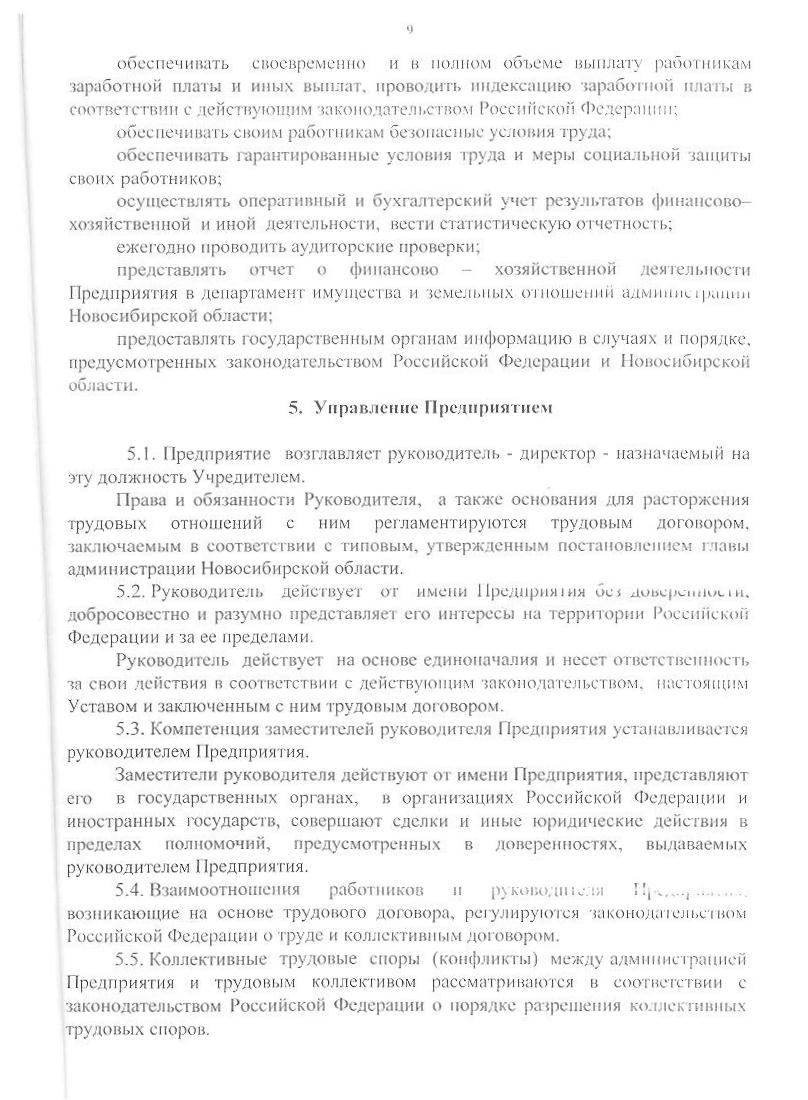 9
обеспечивать своевременно и в полном объеме выплату работникам
заработной платы и иных выплат, проводить индексацию заработной платы в
соответствии с действующим законодательством Российской Федерации;
обеспечивать своим работникам безопасные условия труда;
обеспечивать гарантированные условия труда и меры социальной защиты
своих работников;
осуществлять оперативный и бухгалтерский учет результатов финансово–
хозяйственной и иной деятельности, вести статистическую отчетность;
ежегодно проводить аудиторские проверки;
представлять отчет о финансово – хозяйственной деятельности
Предприятия в департамент имущества и земельных отношений администрации
Новосибирской области;
предоставлять государственным органам информацию в случаях и порядке,
предусмотренных законодательством Российской Федерации и Новосибирской
области.
5. Управление Предприятием
5.1. Предприятие возглавляет руководитель - директор - назначаемый на
эту должность Учредителем.
Права и обязанности Руководителя, а также основания для расторжения
трудовых отношений с ним регламентируются трудовым договором,
заключаемым в соответствии с типовым, утвержденным постановлением главы
администрации Новосибирской области.
5.2. Руководитель действует от имени Предприятия без доверенности,
добросовестно и разумно представляет его интересы на территории Российской
Федерации и за ее пределами.
Руководитель действует на основе единоначалия и несет ответственность
за свои действия в соответствии с действующим законодательством, настоящим
Уставом и заключенным с ним трудовым договором.
5.3. Компетенция заместителей руководителя Предприятия устанавливается
руководителем Предприятия.
Заместители руководителя действуют от имени Предприятия, представляют
его в государственных органах, в организациях Российской Федерации и
иностранных государств, совершают сделки и иные юридические действия в
пределах полномочий, предусмотренных в доверенностях, выдаваемых
руководителем Предприятия.
5.4. Взаимоотношения работников и руководителя
возникающие на основе трудового договора, регулируются законодательством
Российской Федерации о труде и коллективным договором.
5.5. Коллективные трудовые споры (конфликты) между администрацией
Предприятия и трудовым коллективом рассматриваются в соответствии с
законодательством Российской Федерации о порядке разрешения коллективных
трудовых споров.